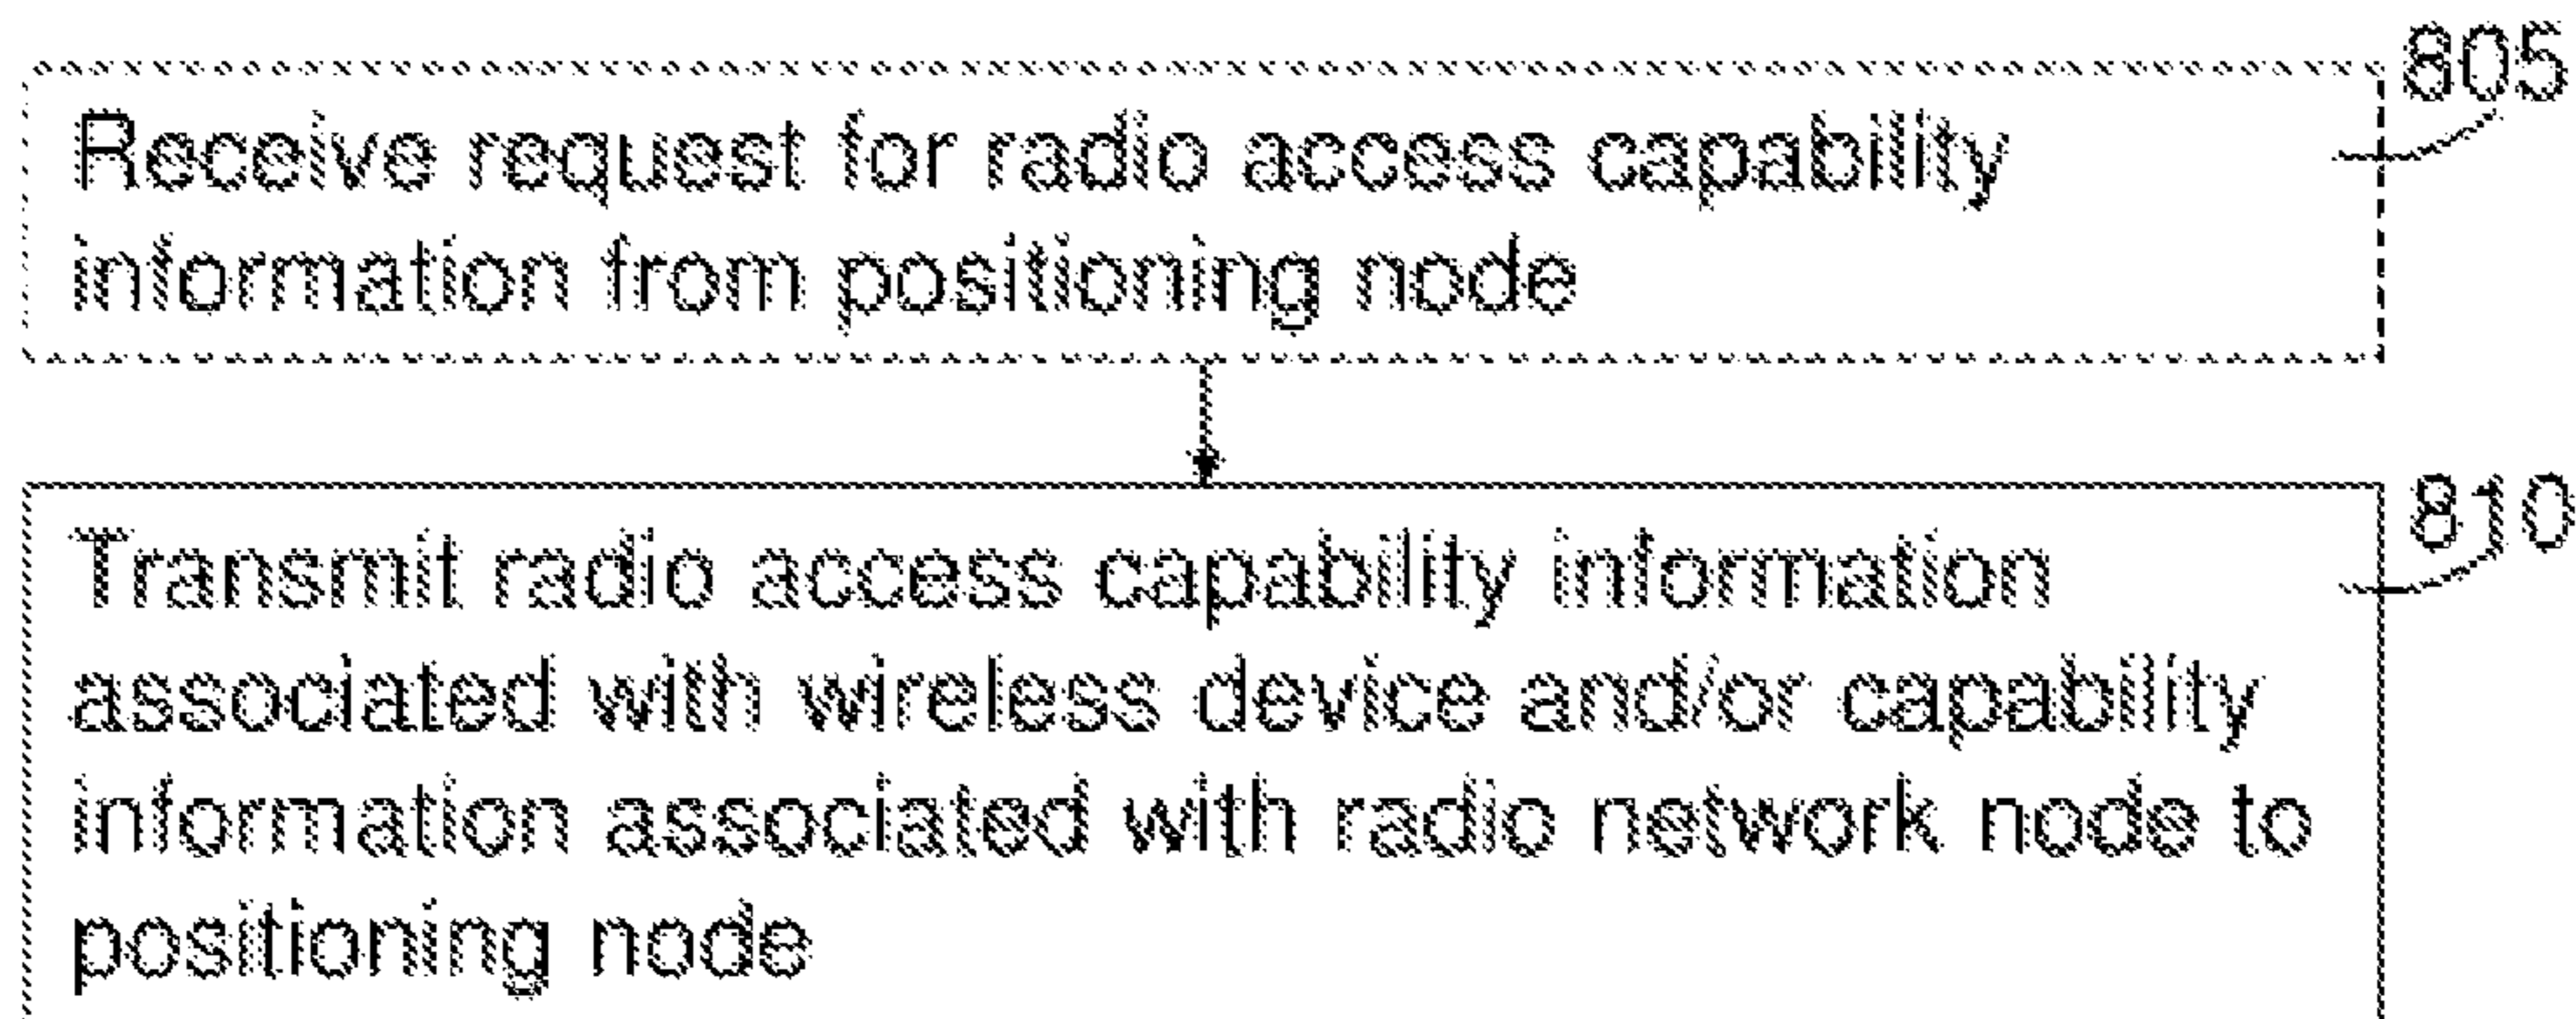 805
Receive request for radio access capability
information from positioning node
810
Transmit radio access capability information
associated with wireless device and/or capability
information associated with radio network node to
positioning node